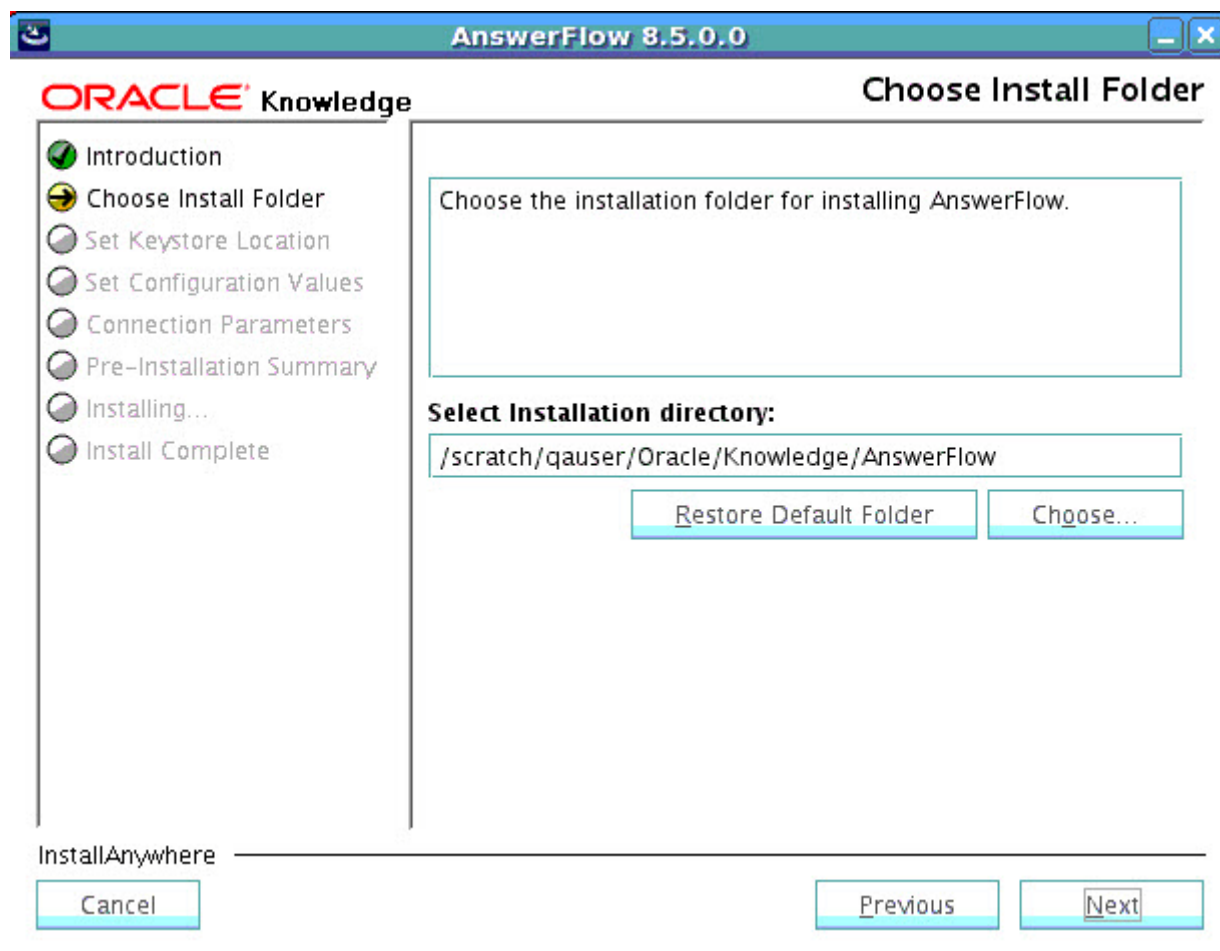 AnswerFlow 8.5.0.0
ORACLE Knowledge
Choose Install Folder
Introduction
Choose Install Folder
Set Keystore Location
Set Configuration Values
Connection Parameters
Pre-Installation Summary
Installing...
Install Complete
Choose the installation folder for installing AnswerFlow.
Select Installation directory:
/scratch/qauser/Oracle/Knowledge/AnswerFlow
Restore Default Folder
Choose...
InstallAnywhere
Cancel
Previous
Next